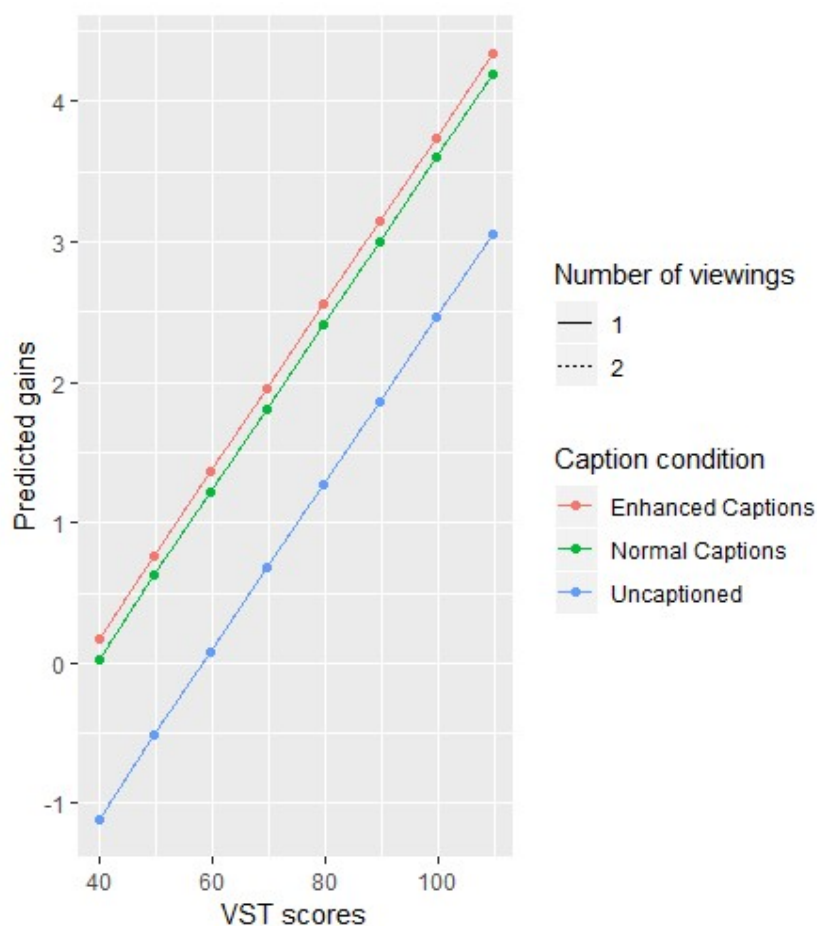 4
3
2
1
0
-1
Predicted gains
40 60 80 100
VST scores
Number of viewings
1
2
Caption condition
Enhanced Captions
Normal Captions
Uncaptioned